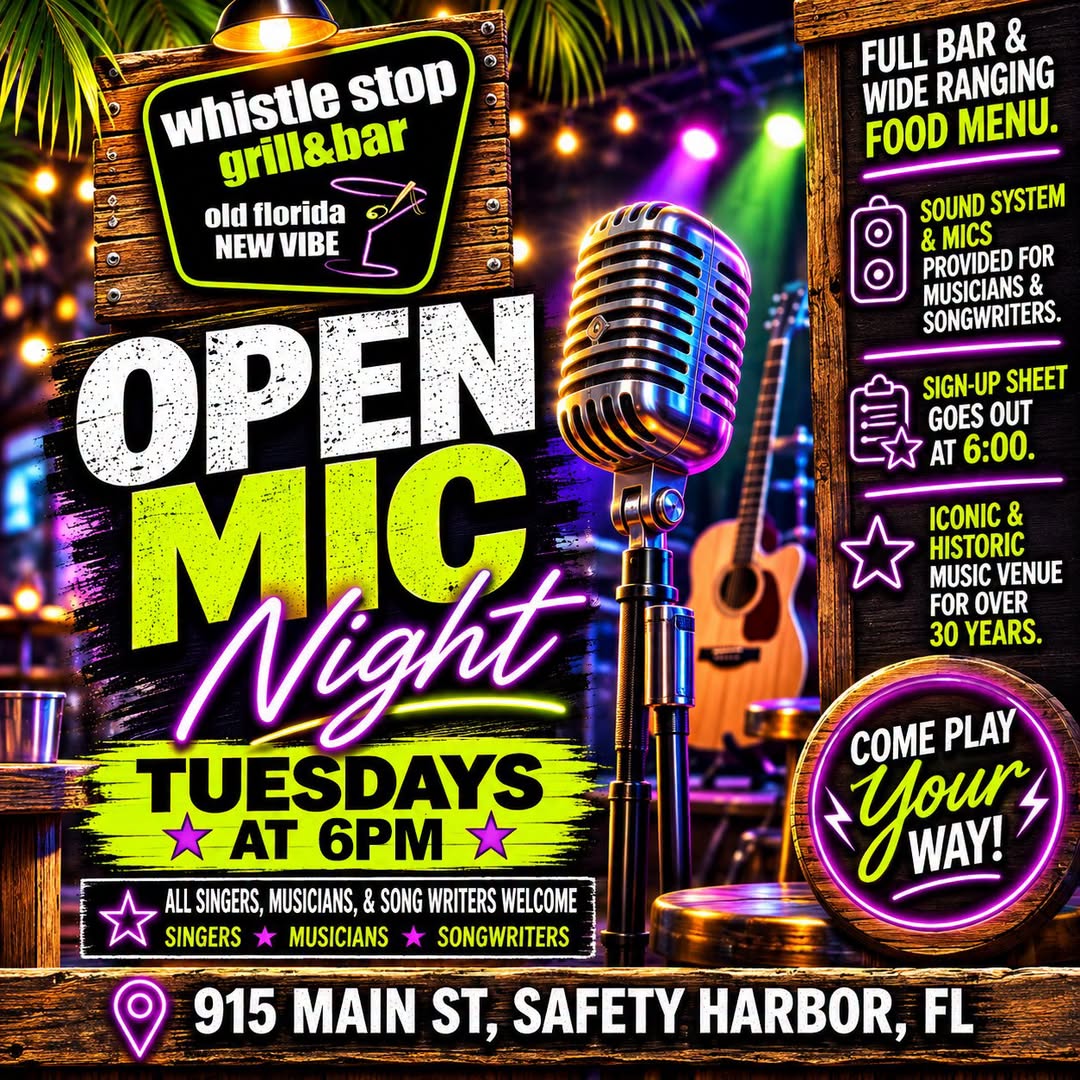 whistle stop
grill&bar
old florida
NEW VIBE
OPEN
MIC
Night
TUESDAYS
AT 6PM
ALL SINGERS, MUSICIANS, & SONG WRITERS WELCOME
SINGERS ★ MUSICIANS ★ SONGWRITERS
FULL BAR &
WIDE RANGING
FOOD MENU.
SOUND SYSTEM
& MICS
PROVIDED FOR
MUSICIANS &
SONGWRITERS.
SIGN-UP SHEET
GOES OUT
AT 6:00.
ICONIC &
HISTORIC
MUSIC VENUE
FOR OVER
30 YEARS.
COME PLAY
Your
WAY!
915 MAIN ST, SAFETY HARBOR, FL